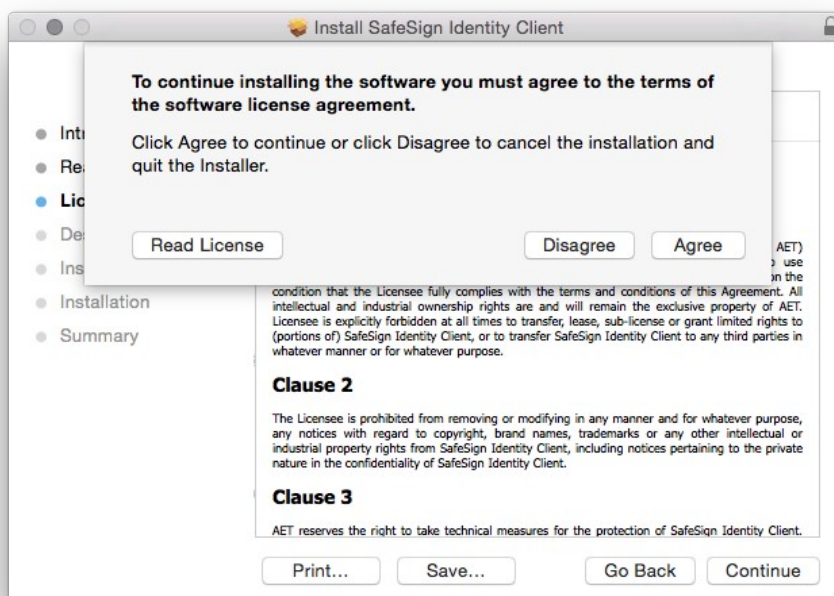 Install SafeSign Identity Client
To continue installing the software you must agree to the terms of
the software license agreement.
Click Agree to continue or click Disagree to cancel the installation and
quit the Installer.
Read License
Disagree
Agree
Intr
Rea
Lic
Des
Ins
Installation
Summary
AET)
use
on the
condition that the Licensee fully complies with the terms and conditions of this Agreement. All
intellectual and industrial ownership rights are and will remain the exclusive property of AET.
Licensee is explicitly forbidden at all times to transfer, lease, sub-license or grant limited rights to
(portions of) SafeSign Identity Client, or to transfer SafeSign Identity Client to any third parties in
whatever manner or for whatever purpose.
Clause 2
The Licensee is prohibited from removing or modifying in any manner and for whatever purpose,
any notices with regard to copyright, brand names, trademarks or any other intellectual or
industrial property rights from SafeSign Identity Client, including notices pertaining to the private
nature in the confidentiality of SafeSign Identity Client.
Clause 3
AET reserves the right to take technical measures for the protection of SafeSign Identity Client.
Print...
Save...
Go Back
Continue